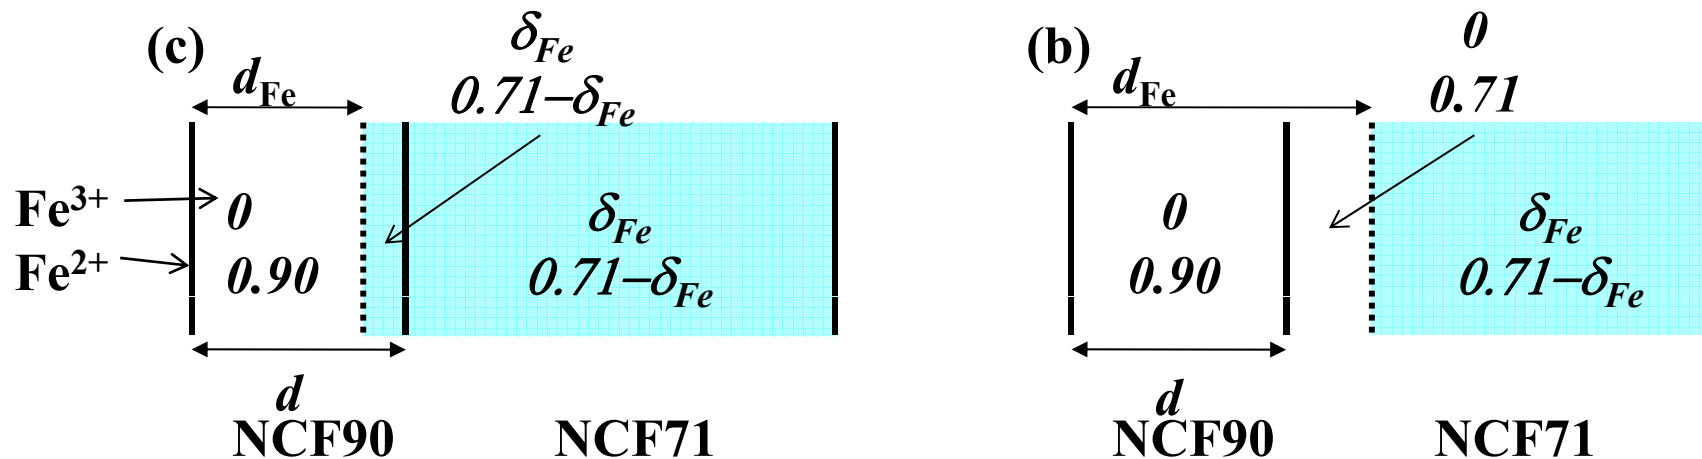 (c)
δFe
0.71−δFe
dFe
Fe3+
0
Fe2+
0.90
δFe
0.71−δFe
d
NCF90
NCF71
(b)
0
0.71
dFe
0
0.90
δFe
0.71−δFe
d
NCF90
NCF71